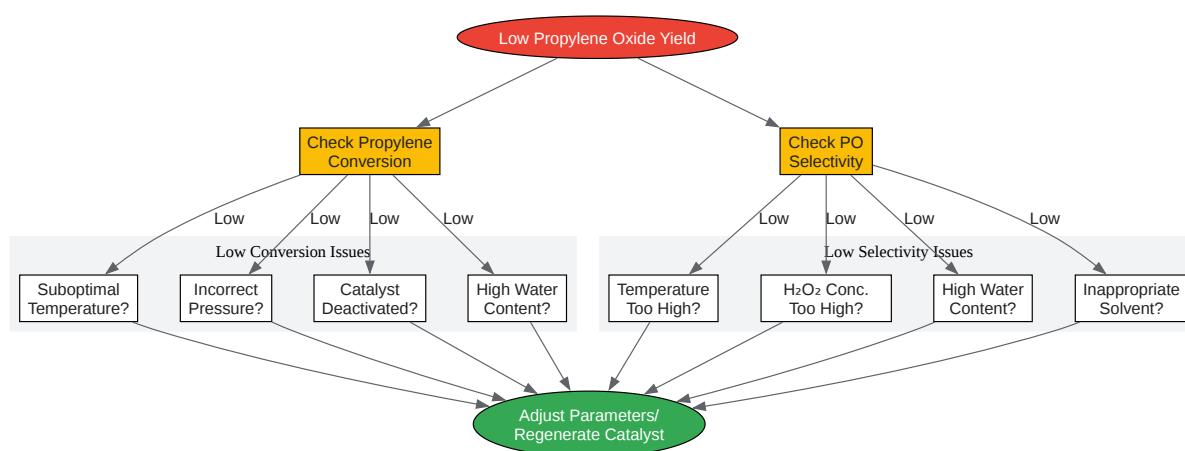 Low Propylene Oxide Yield
Check Propylene
Conversion
Check PO
Selectivity
Low
Low
Low
Low
Low
Low
Low
Low
Low Conversion Issues
Low Selectivity Issues
Suboptimal
Temperature?
Incorrect
Pressure?
Catalyst
Deactivated?
High Water
Content?
Temperature
Too High?
H₂O₂ Conc.
Too High?
High Water
Content?
Inappropriate
Solvent?
Adjust Parameters/
Regenerate Catalyst